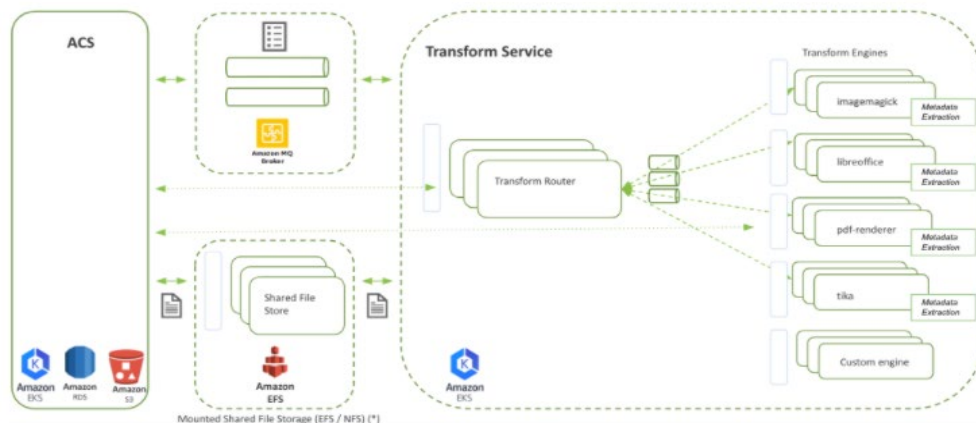 ACS
Amazon
EKS
Amazon
RDS
Amazon
S3
Amazon MQ
Broker
Shared File
Store
Amazon
EFS
Mounted Shared File Storage (EFS / NFS) (*)
Transform Service
Transform Router
Amazon
EKS
Transform Engines
imagemagick
Metadata
Extraction
libreoffice
Metadata
Extraction
pdf-renderer
Metadata
Extraction
tika
Metadata
Extraction
Custom engine